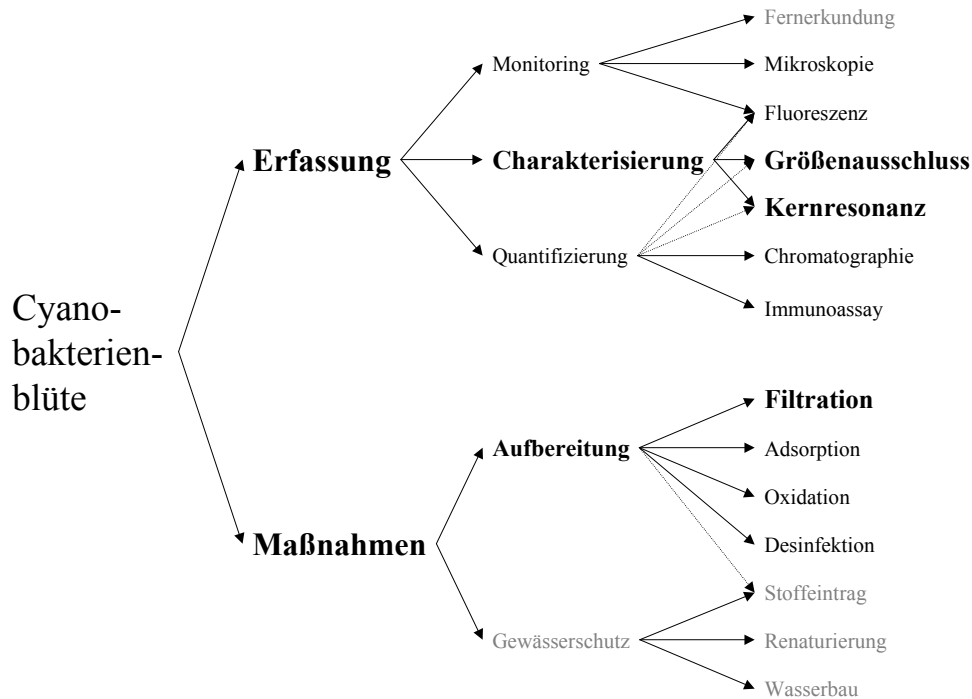 Cyano-
bakterien-
blüte
Erfassung
Maßnahmen
Monitoring
Charakterisierung
Quantifizierung
Aufbereitung
Gewässerschutz
Fernerkundung
Mikroskopie
Fluoreszenz
Größenausschluss
Kernresonanz
Chromatographie
Immunoassay
Filtration
Adsorption
Oxidation
Desinfektion
Stoffeintrag
Renaturierung
Wasserbau